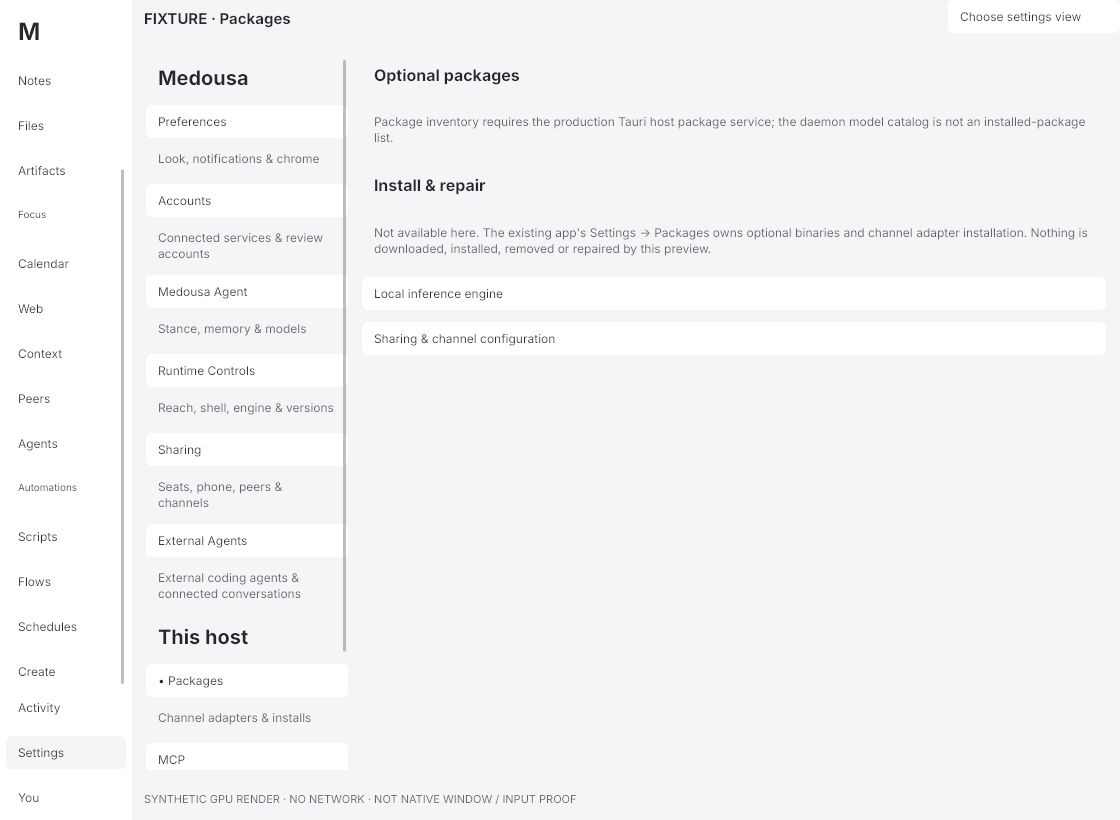 M
Notes
Files
Artifacts
Focus
Calendar
Web
Context
Peers
Agents
Automations
Scripts
Flows
Schedules
Create
Activity
Settings
You
FIXTURE · Packages
Choose settings view
Medousa
Preferences
Look, notifications & chrome
Accounts
Connected services & review
accounts
Medousa Agent
Stance, memory & models
Runtime Controls
Reach, shell, engine & versions
Sharing
Seats, phone, peers &
channels
External Agents
External coding agents &
connected conversations
This host
• Packages
Channel adapters & installs
MCP
Optional packages
Package inventory requires the production Tauri host package service; the daemon model catalog is not an installed-package
list.
Install & repair
Not available here. The existing app's Settings → Packages owns optional binaries and channel adapter installation. Nothing is
downloaded, installed, removed or repaired by this preview.
Local inference engine
Sharing & channel configuration
SYNTHETIC GPU RENDER · NO NETWORK · NOT NATIVE WINDOW / INPUT PROOF